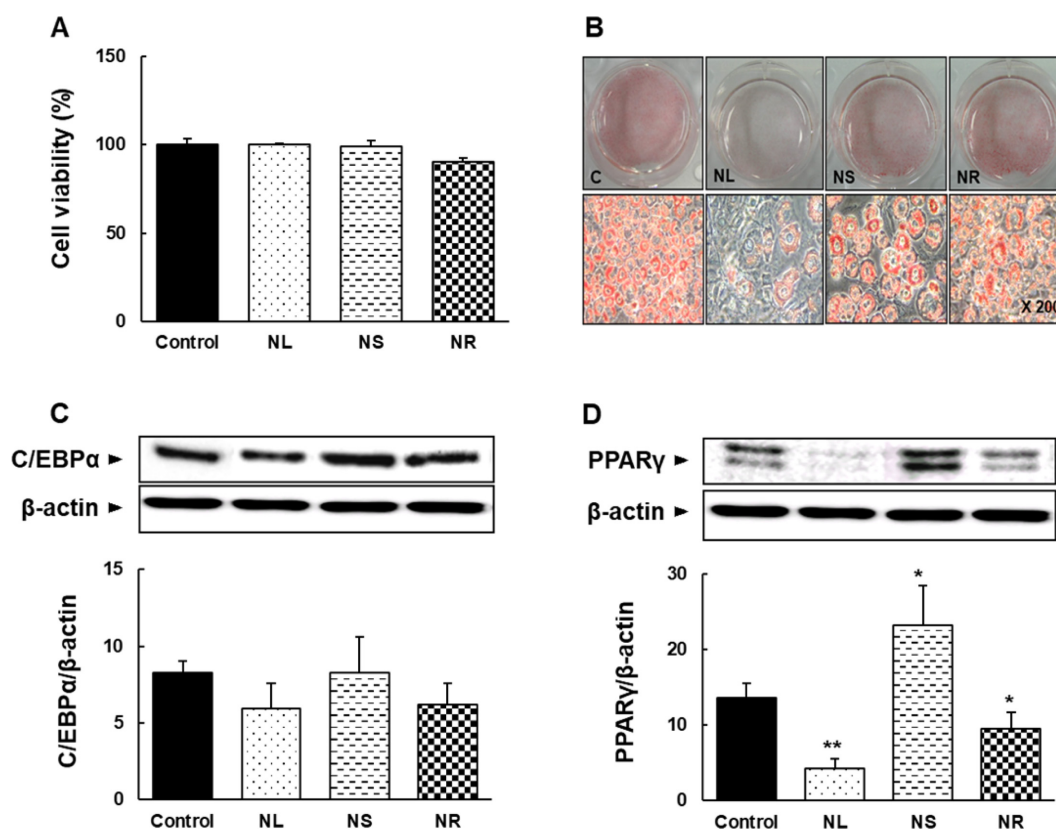 A
150
100
50
0
Cell viability (%)
Control NL NS NR
B
C NL NS NR
X 200
C
C/EBPα ►
β-actin ►
15
10
5
0
C/EBPα/β-actin
Control NL NS NR
D
PPARγ ►
β-actin ►
30
20
10
0
PPARγ/β-actin
** * *
Control NL NS NR